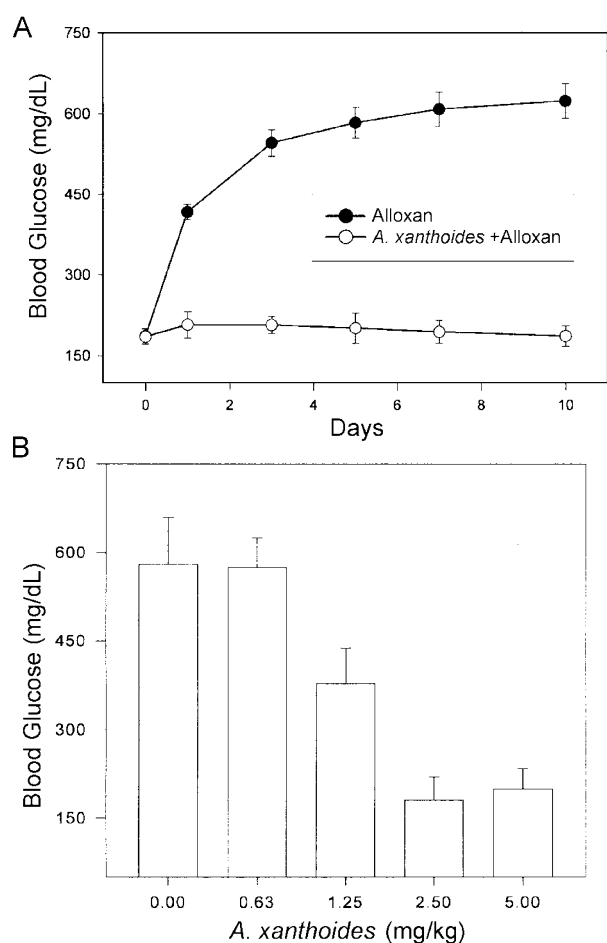 A
750
600
450
300
150
Blood Glucose (mg/dL)
Alloxan
A. xanthoides +Alloxan
0 2 4 6 8 10
Days
B
750
600
450
300
150
Blood Glucose (mg/dL)
0.00 0.63 1.25 2.50 5.00
A. xanthoides (mg/kg)